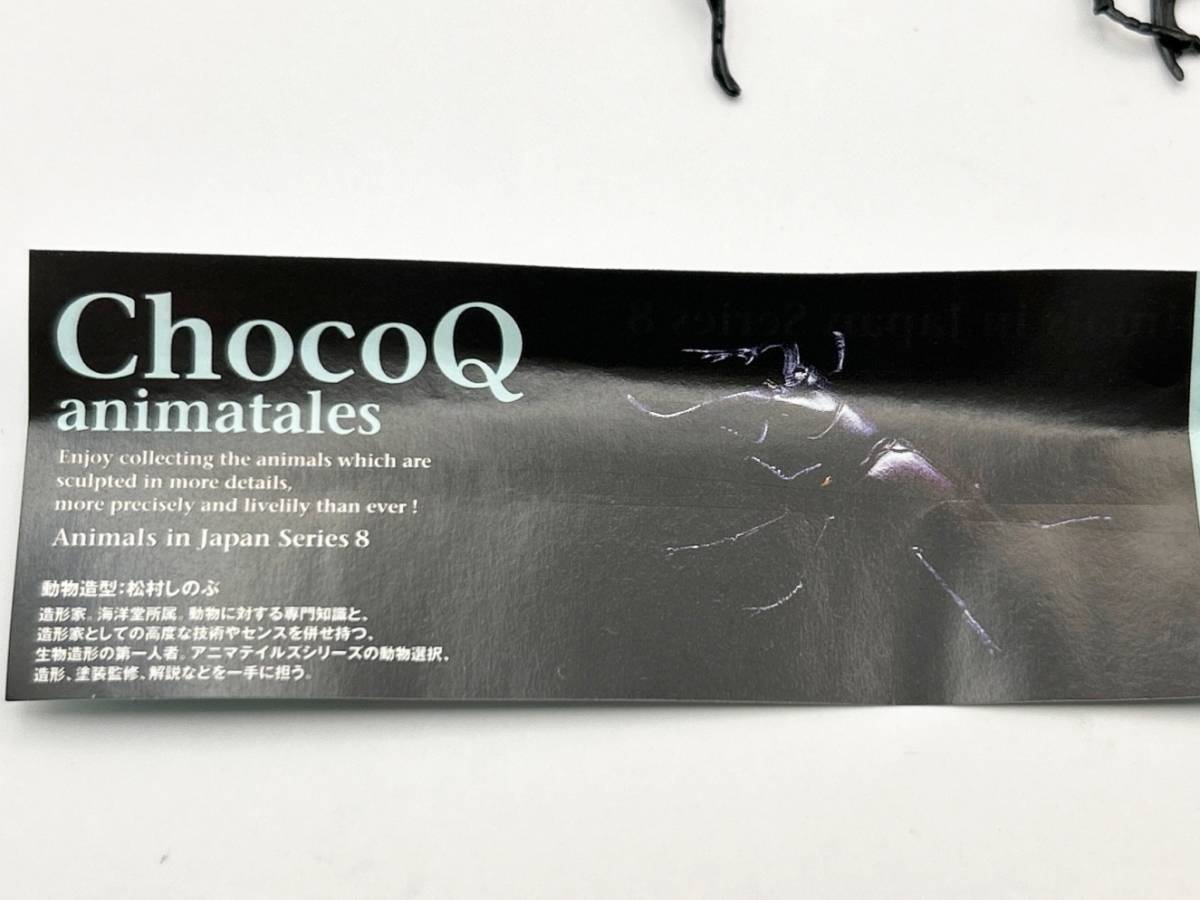 ChocoQ
animatales
Enjoy collecting the animals which are
sculpted in more details,
more precisely and livelily than ever !
Animals in Japan Series 8
動物造型:松村しのぶ
造形家。海洋堂所属。動物に対する専門知識と、
造形家としての高度な技術やセンスを併せ持つ、
生物造形の第一人者。アニマテイルズシリーズの動物選択、
造形、塗装監修、解説などを一手に担う。